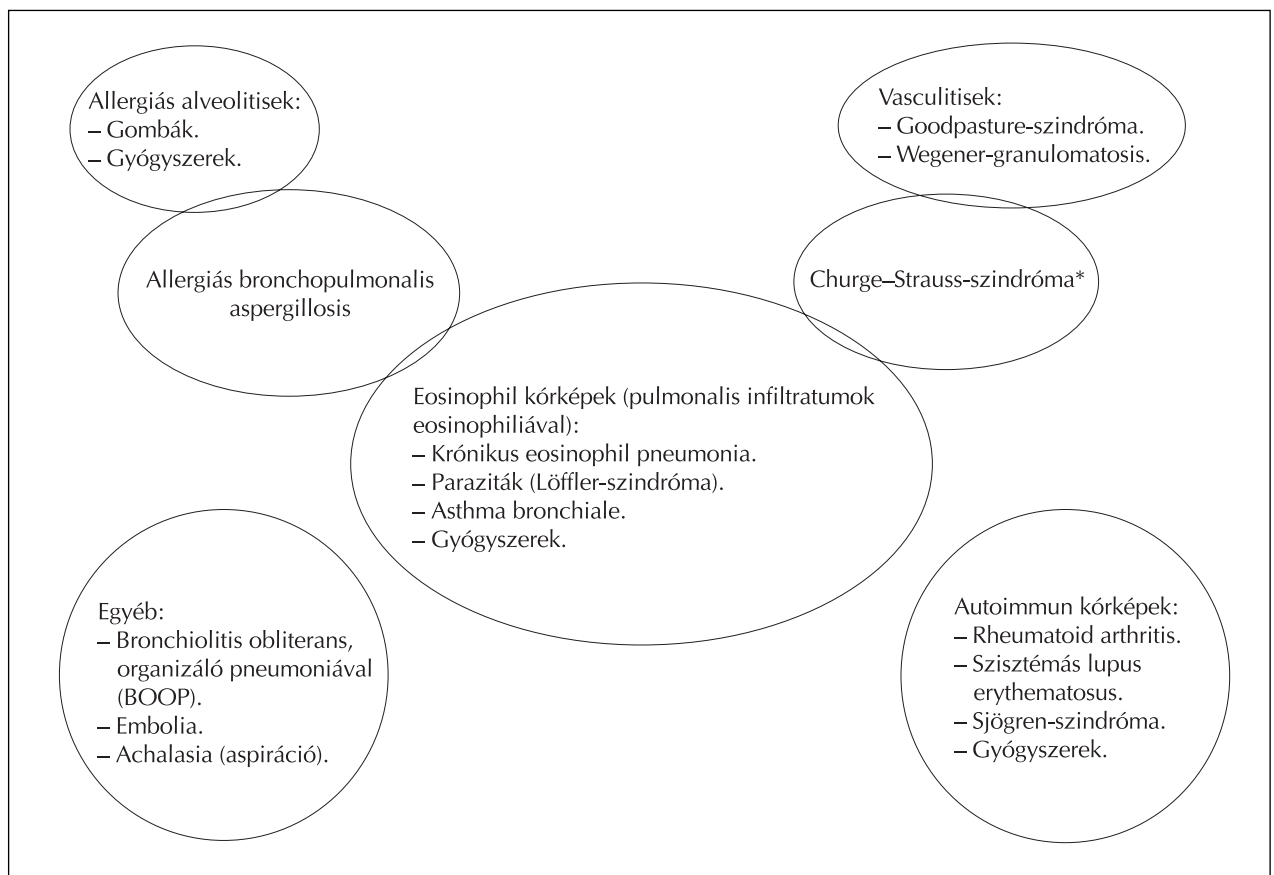 Allergiás alveolitisek:
– Gombák.
– Gyógyszerek.
Vasculitisek:
– Goodpasture-szindróma.
– Wegener-granulomatosis.
Allergiás bronchopulmonalis
aspergillosis
Churge–Strauss-szindróma*
Eosinophil kórképek (pulmonalis infiltratumok
eosinophiliával):
– Krónikus eosinophil pneumonia.
– Paraziták (Löffler-szindróma).
– Asthma bronchiale.
– Gyógyszerek.
Egyéb:
– Bronchiolitis obliterans,
organizáló pneumoniával
(BOOP).
– Embolia.
– Achalasia (aspiráció).
Autoimmun kórképek:
– Rheumatoid arthritis.
– Szisztémás lupus
erythematosus.
– Sjögren-szindróma.
– Gyógyszerek.